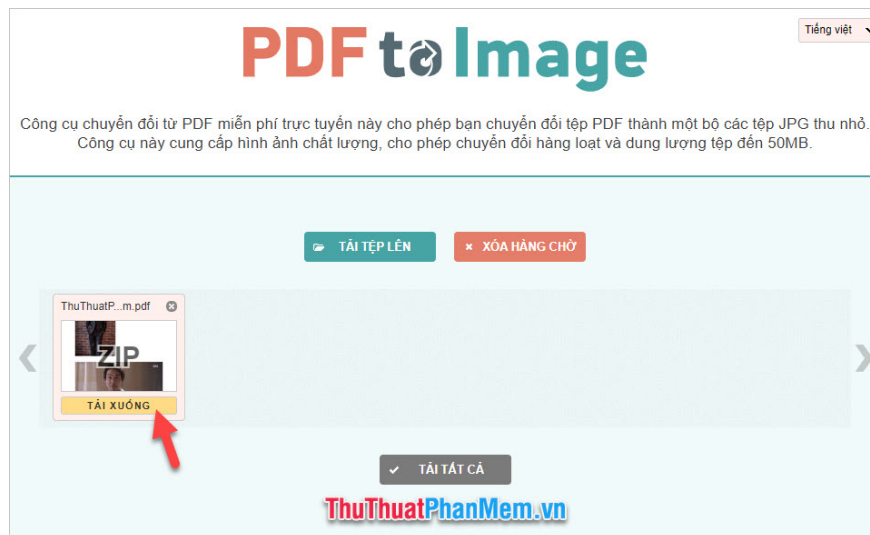 PDF to Image
Tiếng việt
Công cụ chuyển đổi từ PDF miễn phí trực tuyến này cho phép bạn chuyển đổi tệp PDF thành một bộ các tệp JPG thu nhỏ.
Công cụ này cung cấp hình ảnh chất lượng, cho phép chuyển đổi hàng loạt và dung lượng tệp đến 50MB.
TẢI TỆP LÊN
XÓA HÀNG CHỜ
ThuThuatP...m.pdf
ZIP
TẢI XUỐNG
TẢI TẤT CẢ
ThuThuatPhanMem.vn